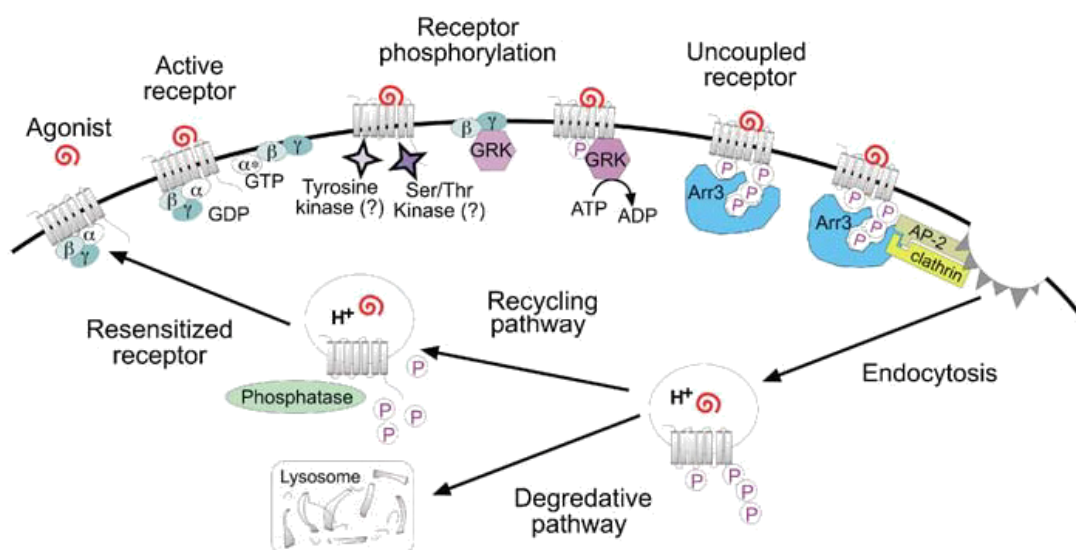 Receptor
phosphorylation
Uncoupled
receptor
Active
receptor
Agonist
β
γ
α
α
β
γ
GDP
α*
GTP
β
γ
Tyrosine
kinase (?)
Ser/Thr
Kinase (?)
β
γ
GRK
P
GRK
ATP
ADP
P
P
P
P
P
Arr3
P
P
P
P
P
Arr3
AP-2
clathrin
Endocytosis
H+
P
P
P
P
Recycling
pathway
H+
P
Phosphatase
P
P
P
Resensitized
receptor
Degredative
pathway
Lysosome